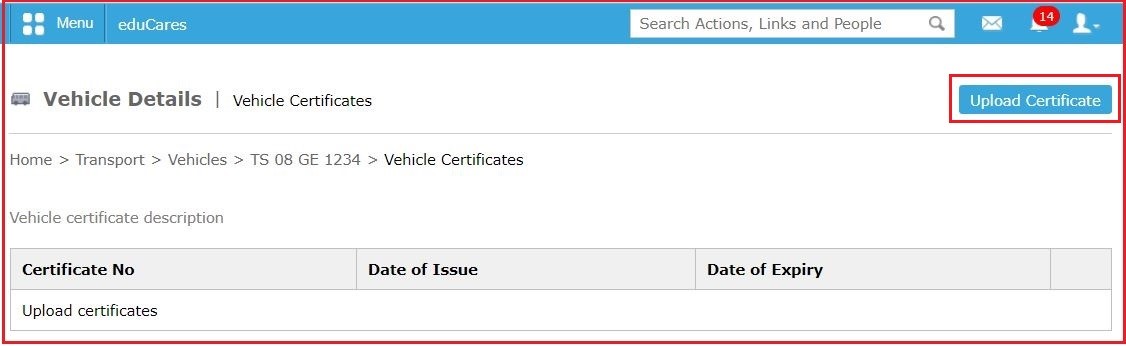 Menu eduCares Search Actions, Links and People 14
Vehicle Details | Vehicle Certificates Upload Certificate
Home > Transport > Vehicles > TS 08 GE 1234 > Vehicle Certificates
Vehicle certificate description
Certificate No Date of Issue Date of Expiry
Upload certificates